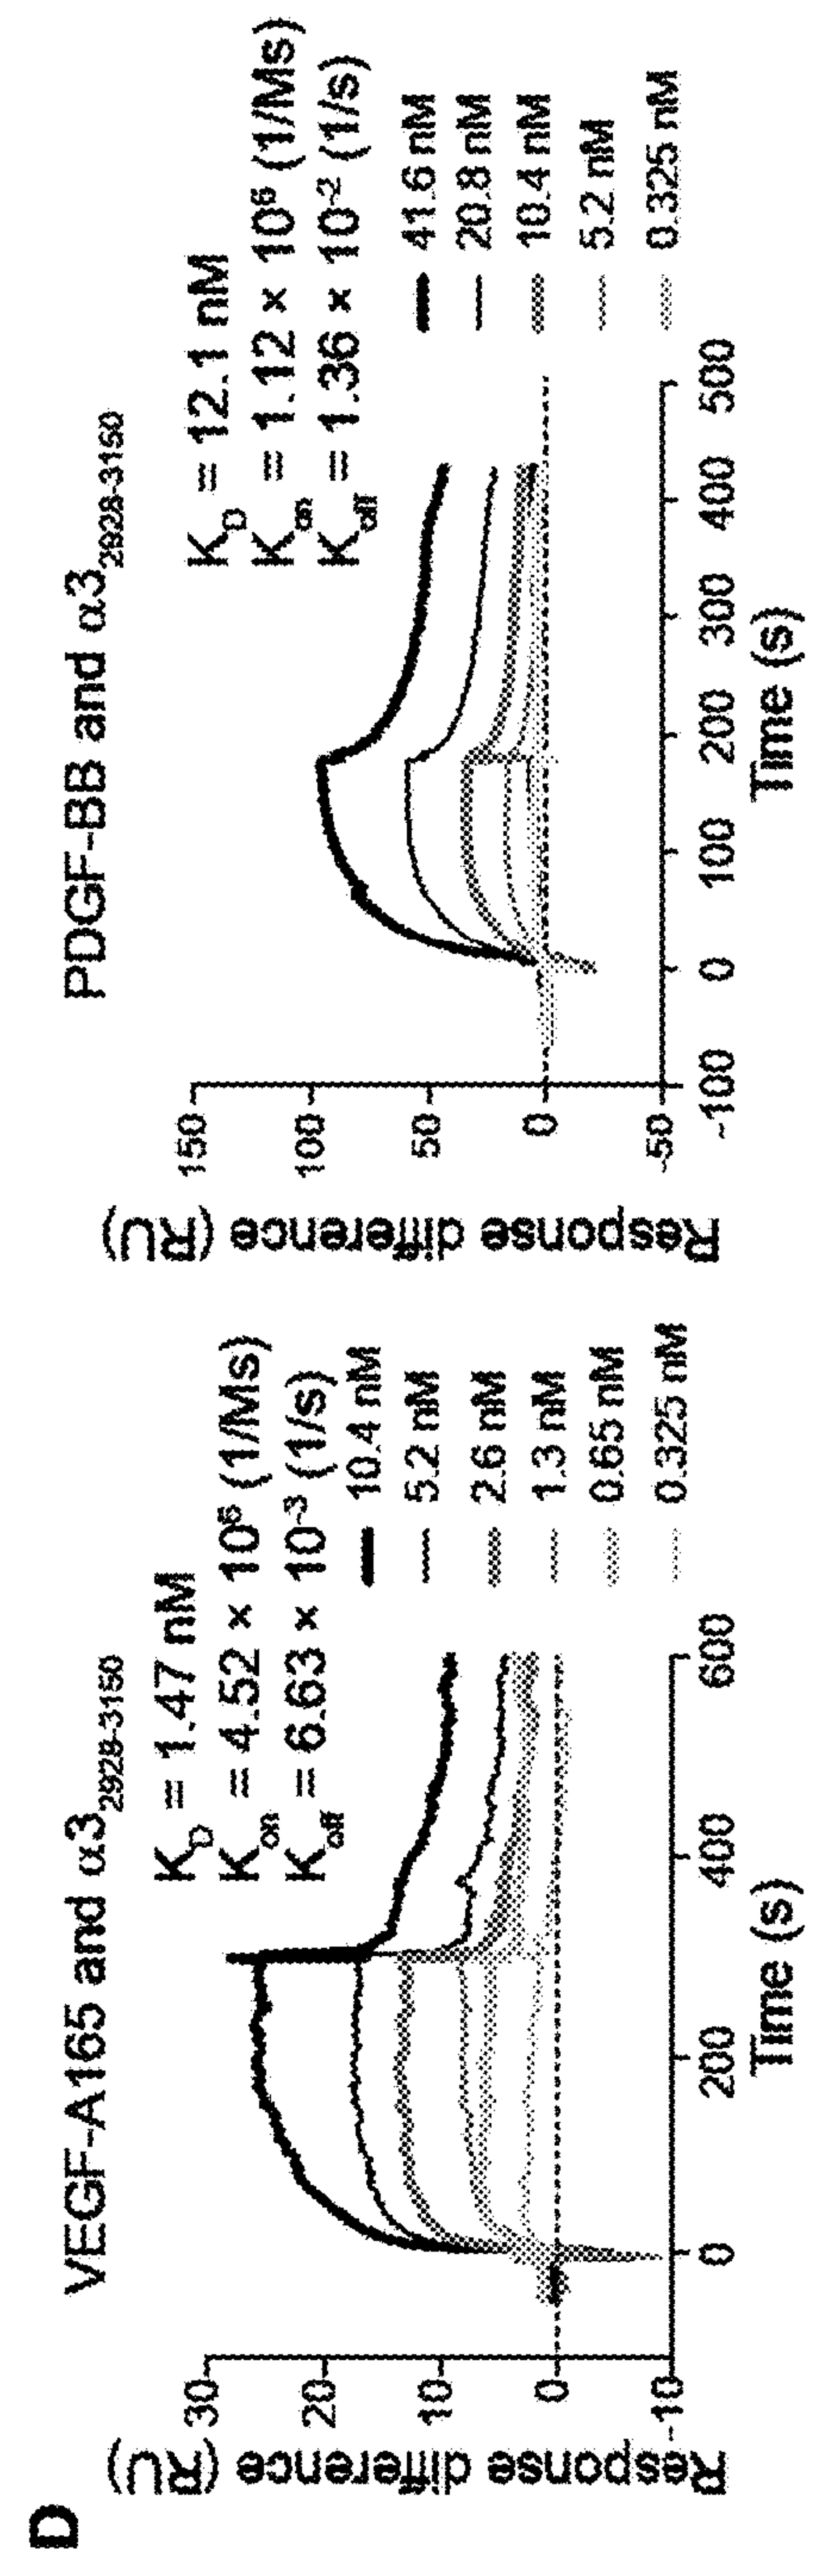 D
VEGF-A165 and α3₂₉₂₈₋₃₁₅₀
K_D = 1.47 nM
K_on = 4.52 × 10⁶ (1/Ms)
K_off = 6.63 × 10⁻³ (1/s)
10.4 nM
5.2 nM
2.6 nM
1.3 nM
0.65 nM
0.325 nM
Response difference (RU)
30
20
10
0
-10
0
200
400
600
Time (s)
PDGF-BB and α3₂₉₂₈₋₃₁₅₀
K_D = 12.1 nM
K_on = 1.12 × 10⁶ (1/Ms)
K_off = 1.36 × 10⁻² (1/s)
41.6 nM
20.8 nM
10.4 nM
5.2 nM
0.325 nM
Response difference (RU)
150
100
50
0
-50
-100
0
100
200
300
400
500
Time (s)